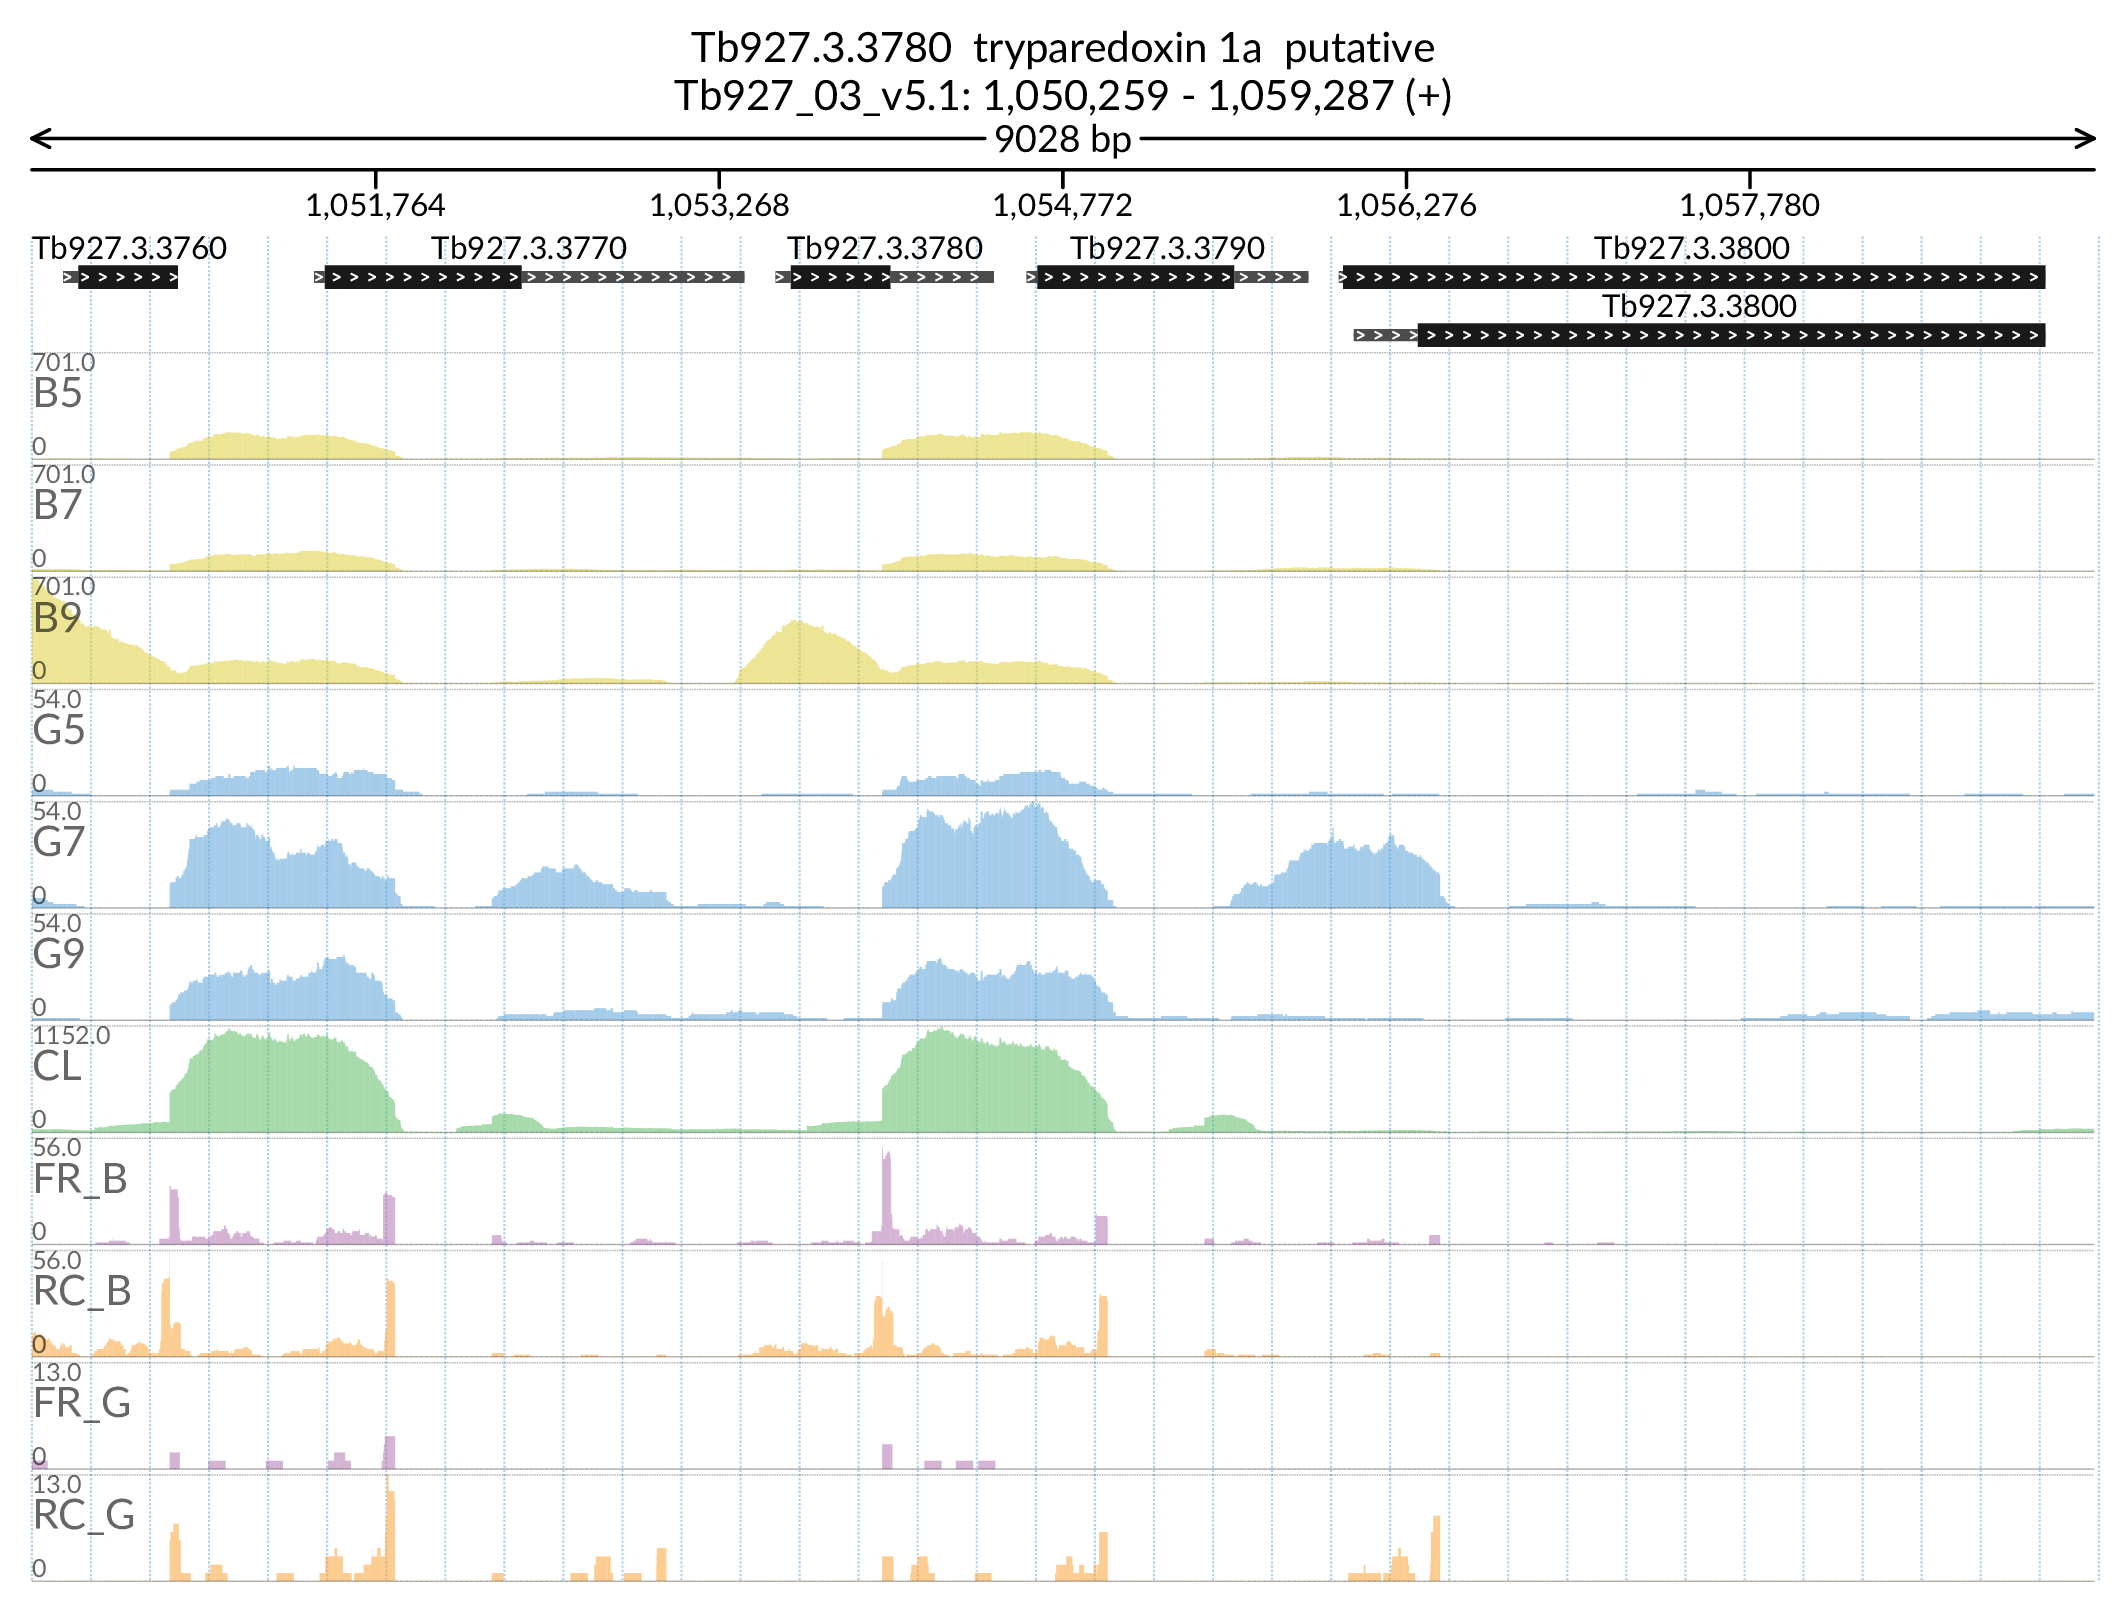 Tb927.3.3780 tryparedoxin 1a putative
Tb927_03_v5.1: 1,050,259 - 1,059,287 (+)
9028 bp
1,051,764 1,053,268 1,054,772 1,056,276 1,057,780
Tb927.3.3760 Tb927.3.3770 Tb927.3.3780 Tb927.3.3790 Tb927.3.3800
Tb927.3.3800
701.0
B5
0
701.0
B7
0
701.0
B9
0
54.0
G5
0
54.0
G7
0
54.0
G9
0
1152.0
CL
0
56.0
FR_B
0
56.0
RC_B
0
13.0
FR_G
0
13.0
RC_G
0